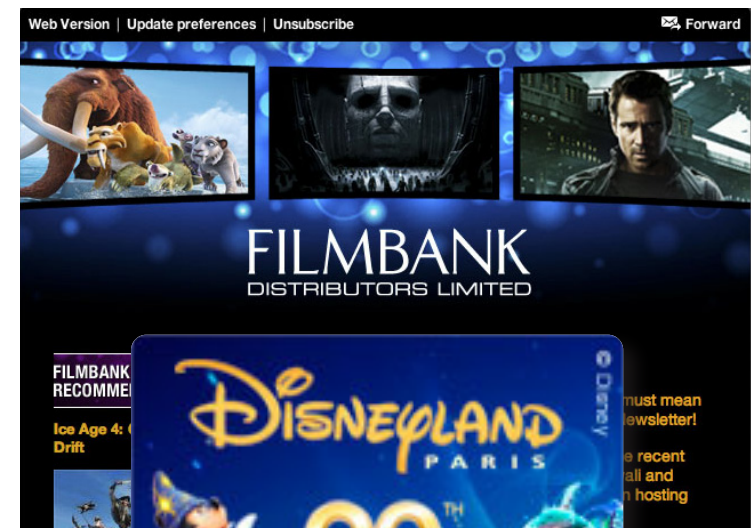 Web Version | Update preferences | Unsubscribe
Forward
FILMBANK
DISTRIBUTORS LIMITED
FILMBANK
RECOMME
Ice Age 4:
Drift
© Disney
DISNEYLAND
PARIS
TH
must mean
ewsletter!
e recent
and
hosting